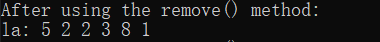 After using the remove() method:
la: 5 2 2 3 8 1